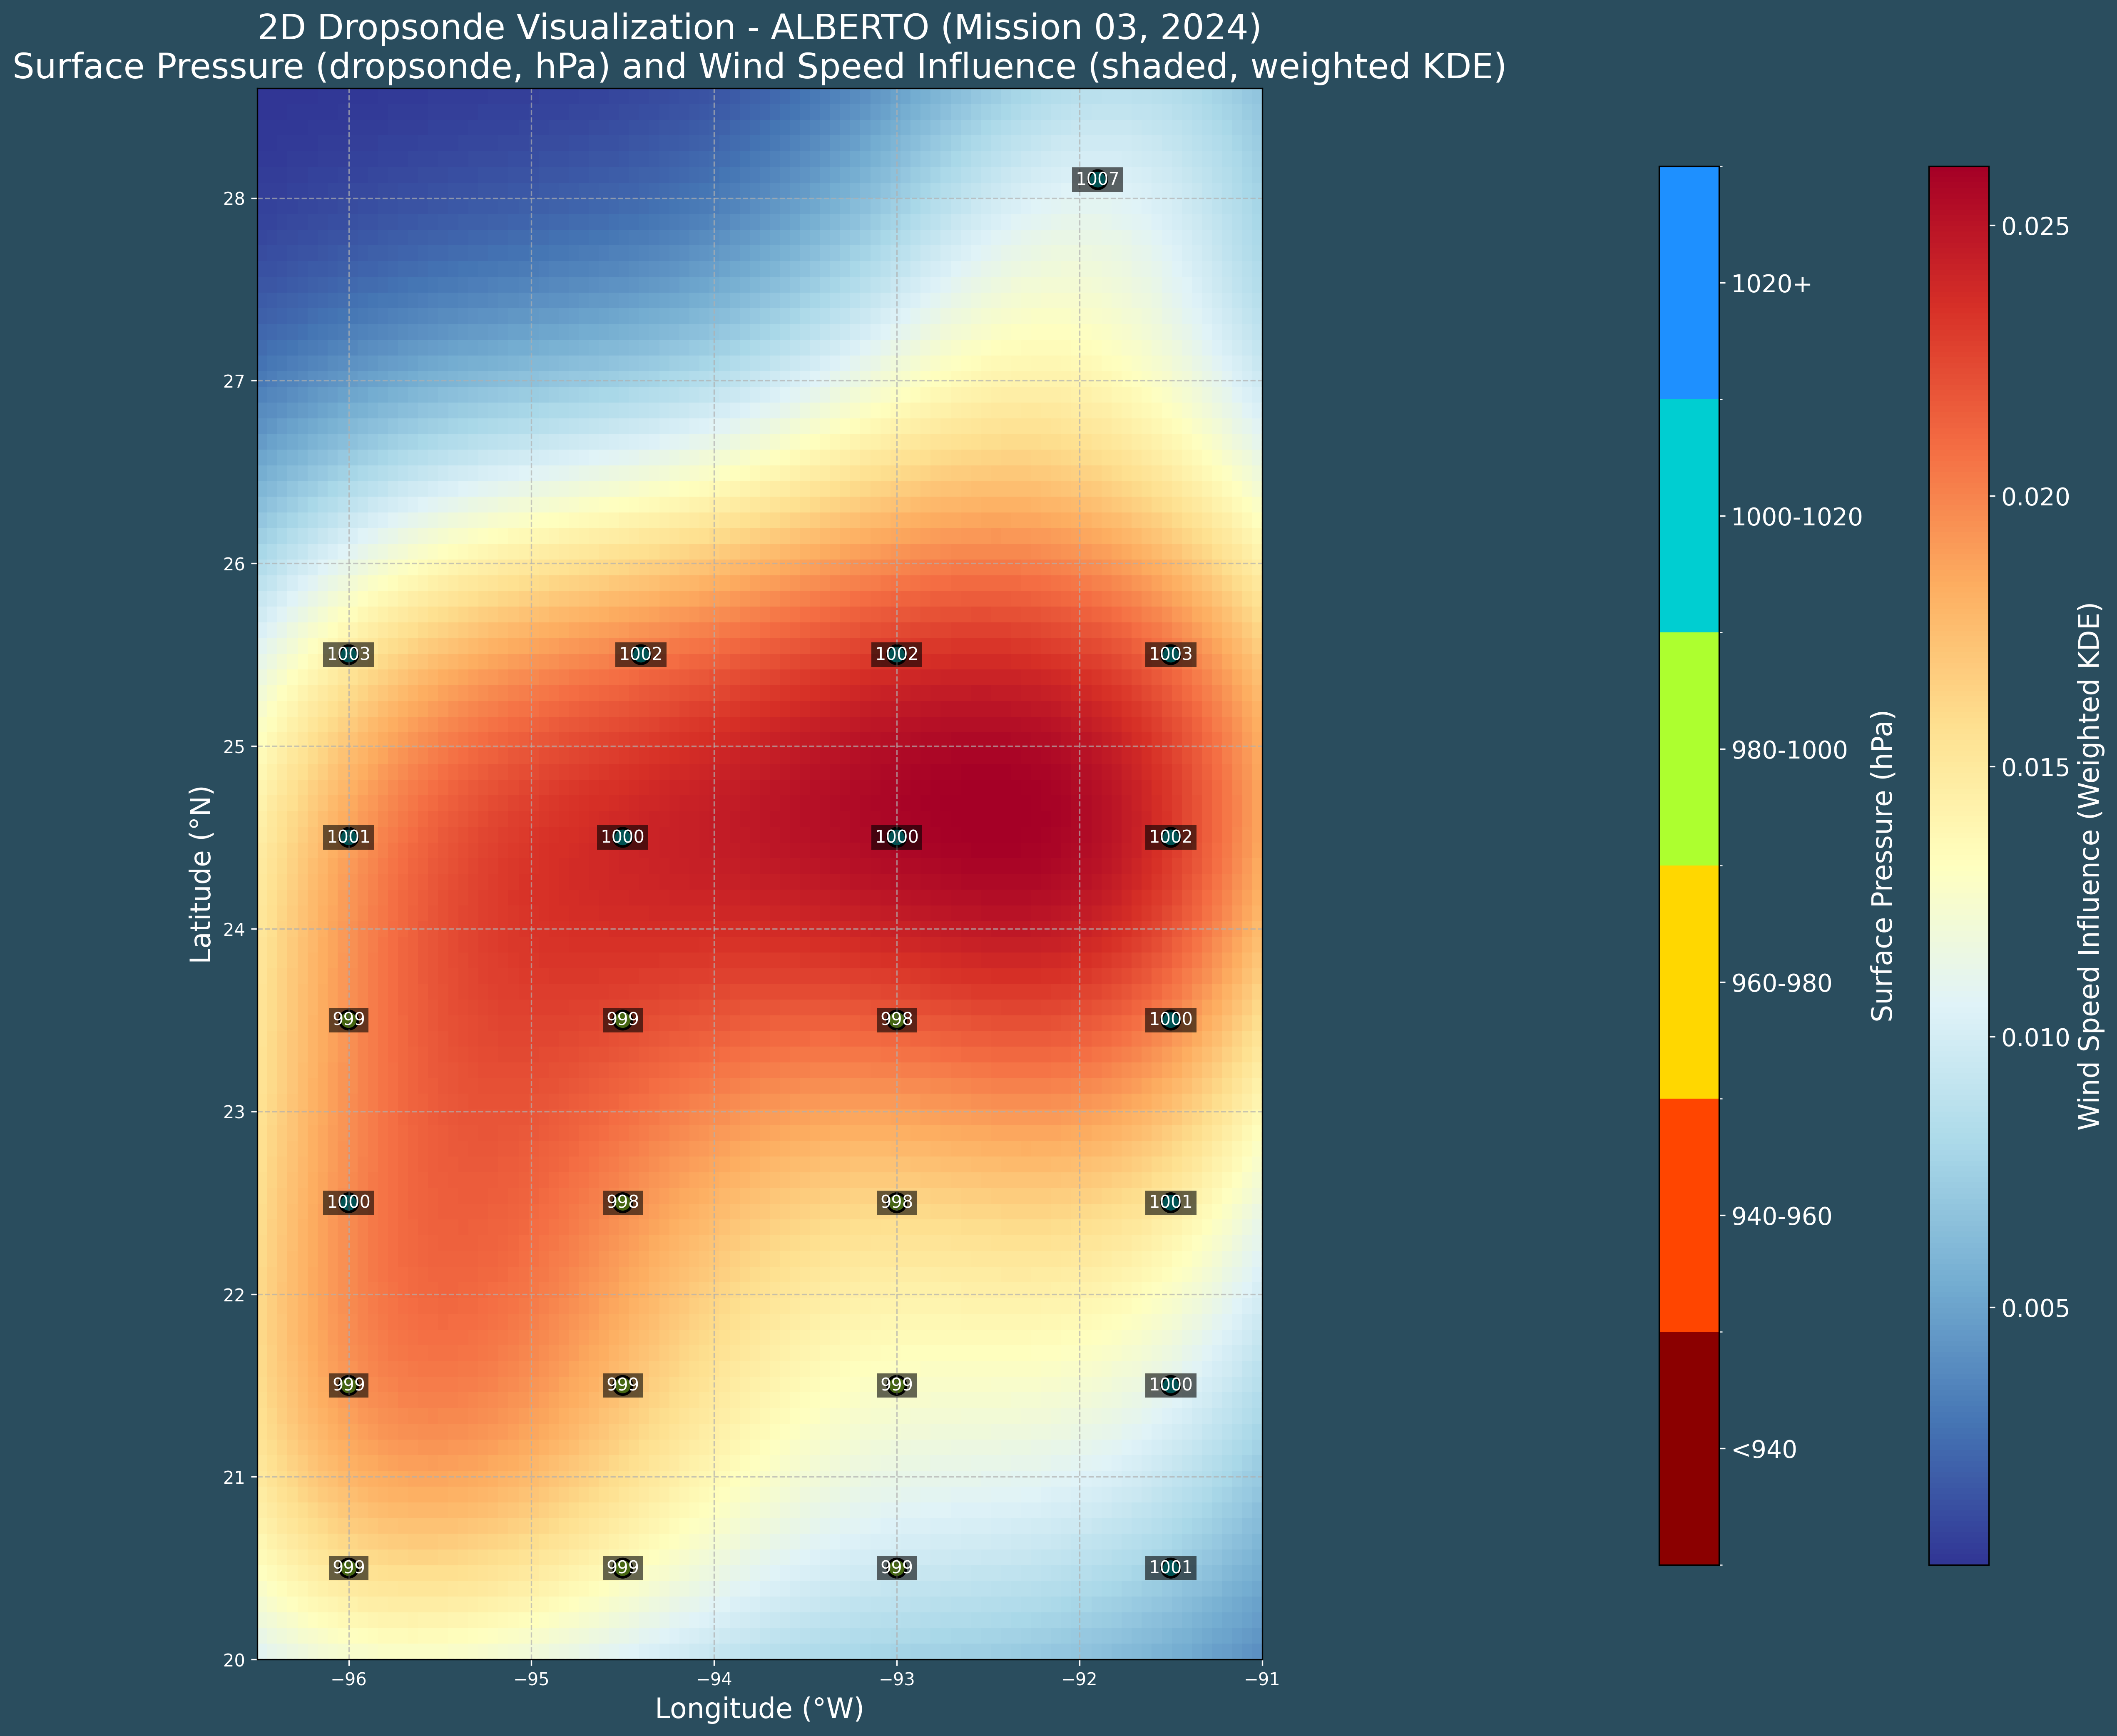 2D Dropsonde Visualization - ALBERTO (Mission 03, 2024)
Surface Pressure (dropsonde, hPa) and Wind Speed Influence (shaded, weighted KDE)
1007
1003 1002 1002 1003
1001 1000 1000 1002
999 999 998 1000
1000 998 998 1001
999 999 999 1000
999 999 999 1001
28
27
26
25
24
23
22
21
20
Latitude (°N)
−96 −95 −94 −93 −92 −91
Longitude (°W)
1020+
1000-1020
980-1000
960-980
940-960
<940
Surface Pressure (hPa)
0.025
0.020
0.015
0.010
0.005
Wind Speed Influence (Weighted KDE)